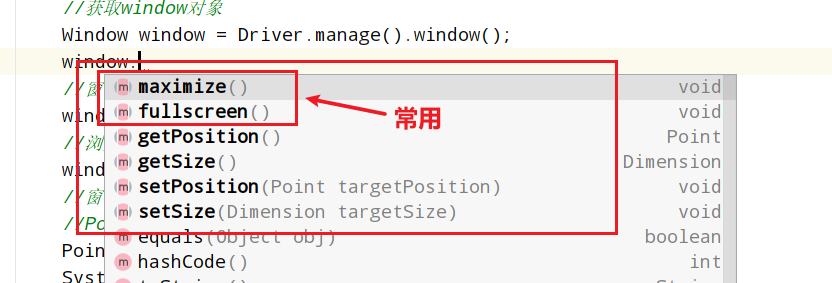 //获取window对象
Window window = Driver.manage().window();
window.
maximize() void
//窗
fullscreen() void
wind
常用
getPosition() Point
//浏
getSize() Dimension
wind
setPosition(Point targetPosition) void
//窗
setSize(Dimension targetSize) void
//Po
equals(Object obj) boolean
Poin
hashCode() int
Syst